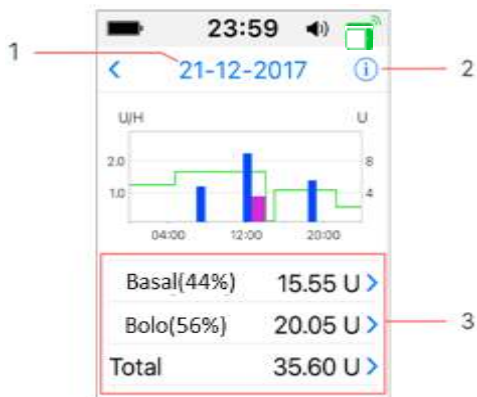 23:59
1
21-12-2017
2
U/H U
2.0 8
1.0 4
04:00 12:00 20:00
Basal(44%) 15.55 U
Bolo(56%) 20.05 U
3
Total 35.60 U